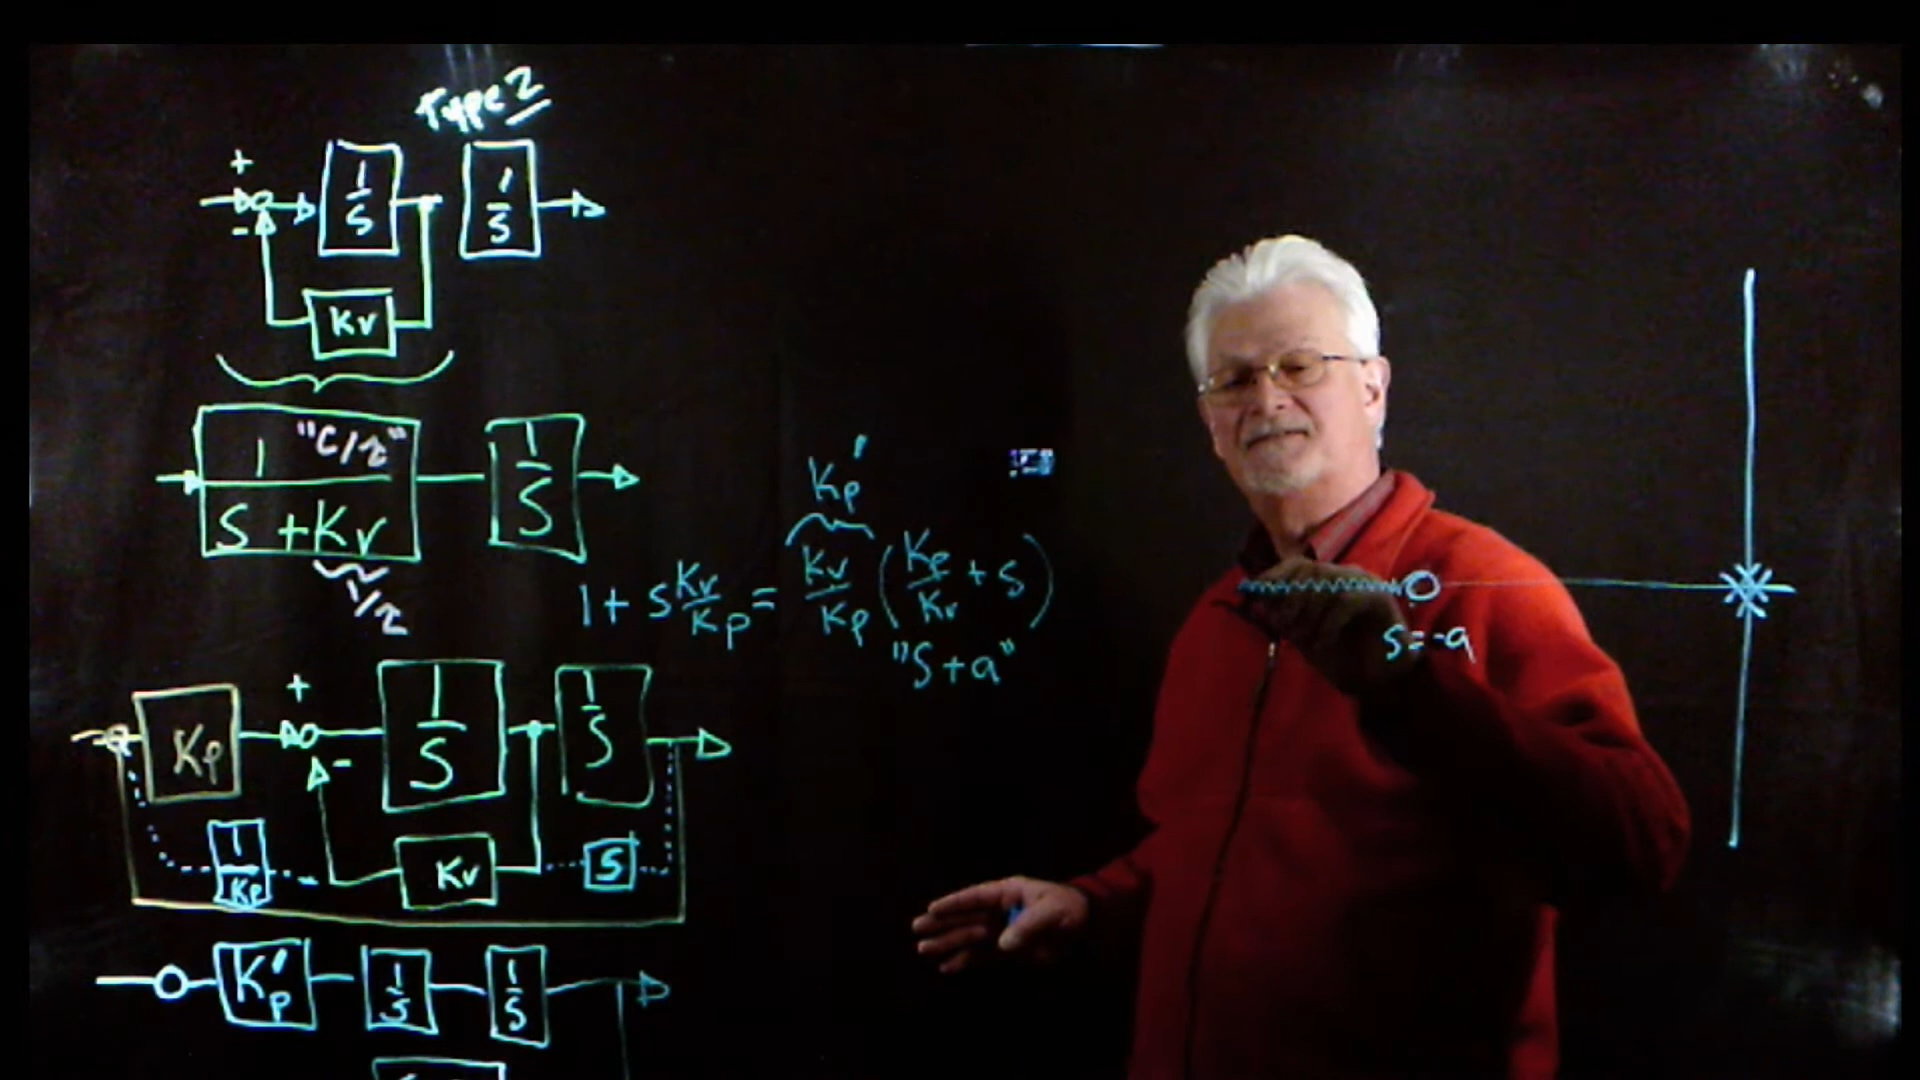 Type 2
+
-
1/s
1/s
Kv
1 "C/τ"
s + Kv
1/τ
1/s
Kp'
1 + s Kv/Kp = Kv/Kp (Kp/Kv + s)
"s + a"
s = -a
+
-
Kp
1/s
1/s
1/Kp
Kv
s
Kp'
1/s
1/s